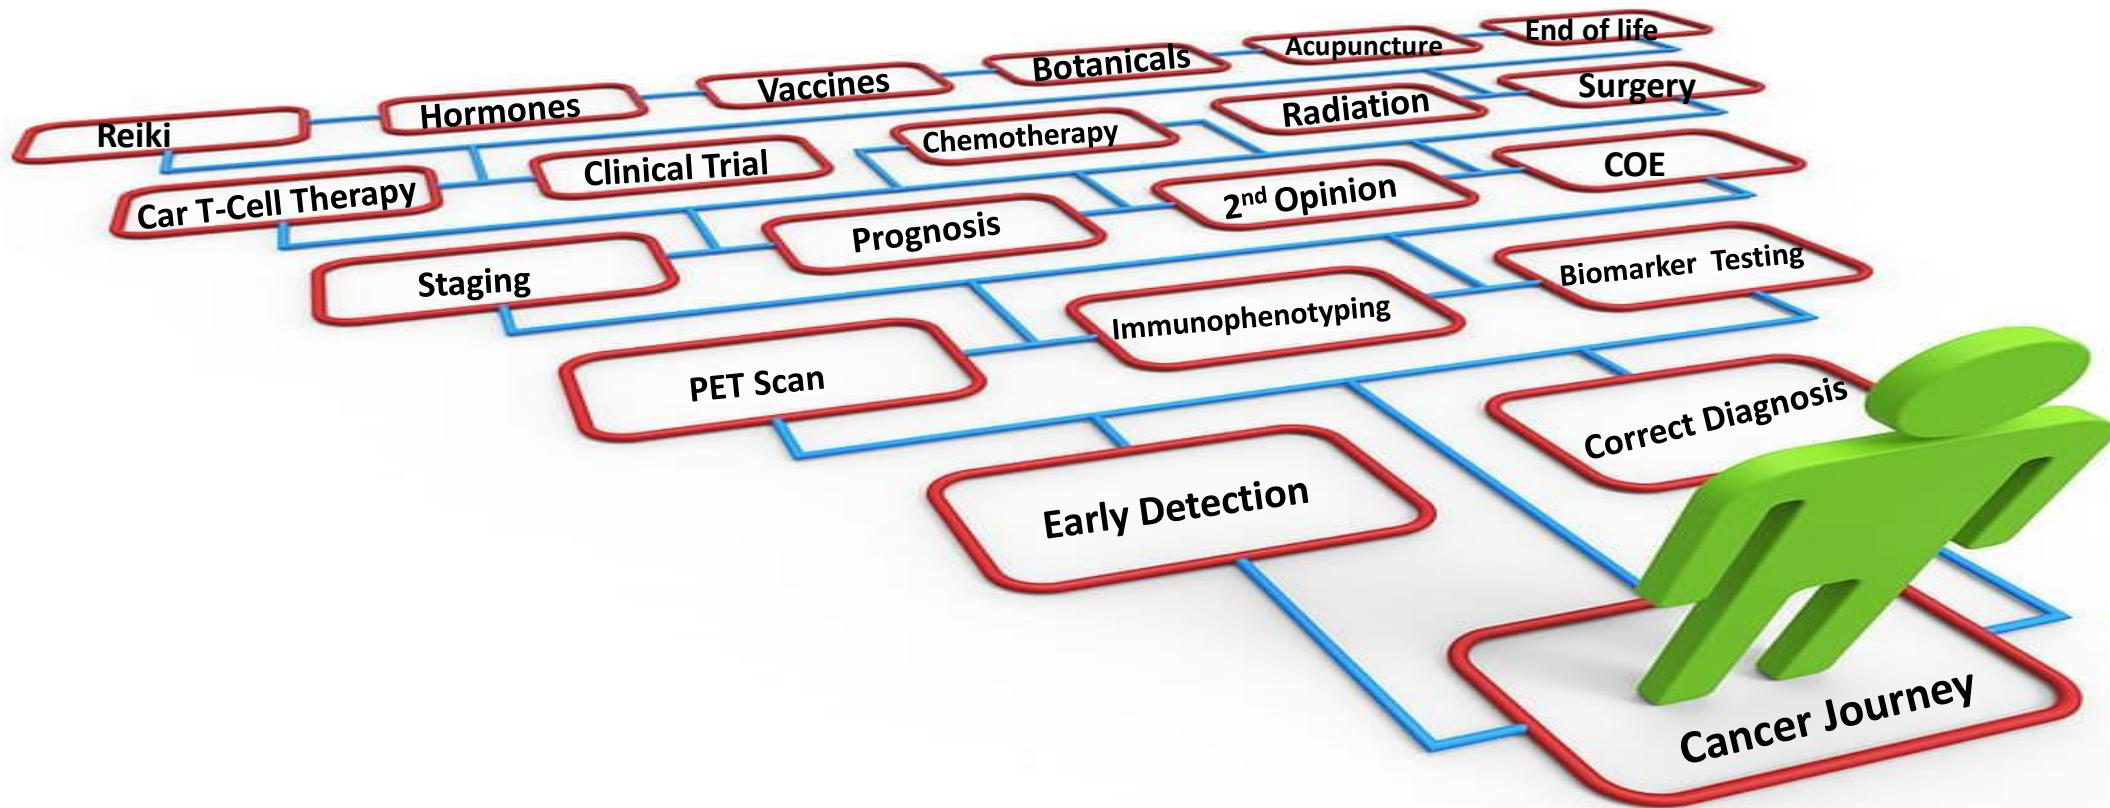 End of life
Acupuncture
Botanicals
Vaccines
Hormones
Reiki
Surgery
Radiation
Chemotherapy
Clinical Trial
Car T-Cell Therapy
COE
2nd Opinion
Prognosis
Staging
Biomarker Testing
Immunophenotyping
PET Scan
Correct Diagnosis
Early Detection
Cancer Journey